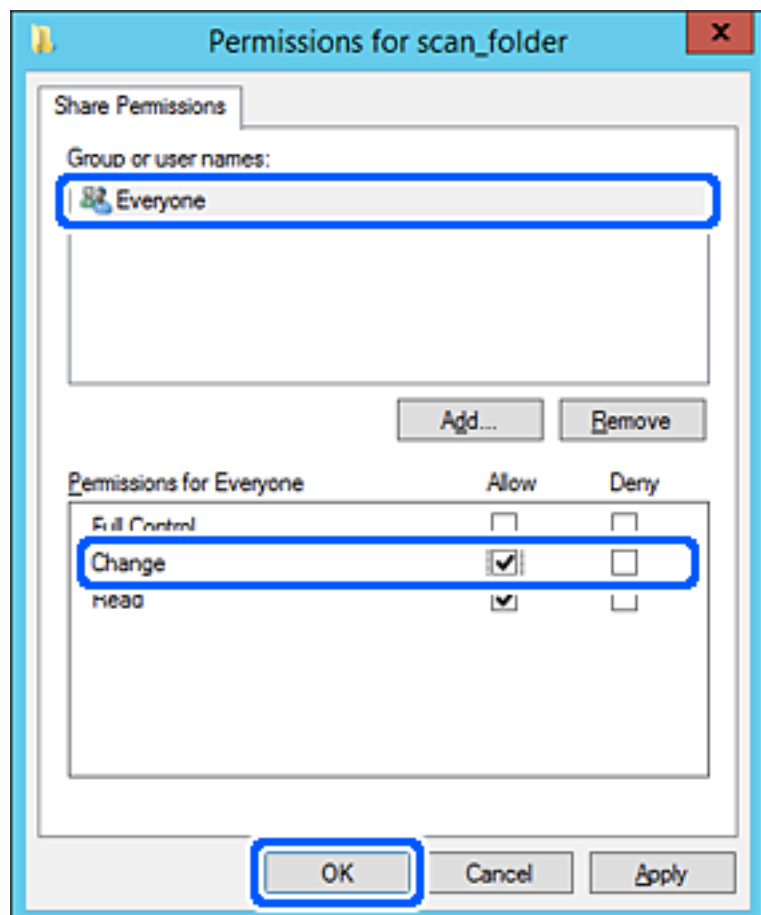 Permissions for scan_folder
Share Permissions
Group or user names:
Everyone
Add...
Remove
Permissions for Everyone Allow Deny
Full Control
Change
Read
OK
Cancel
Apply